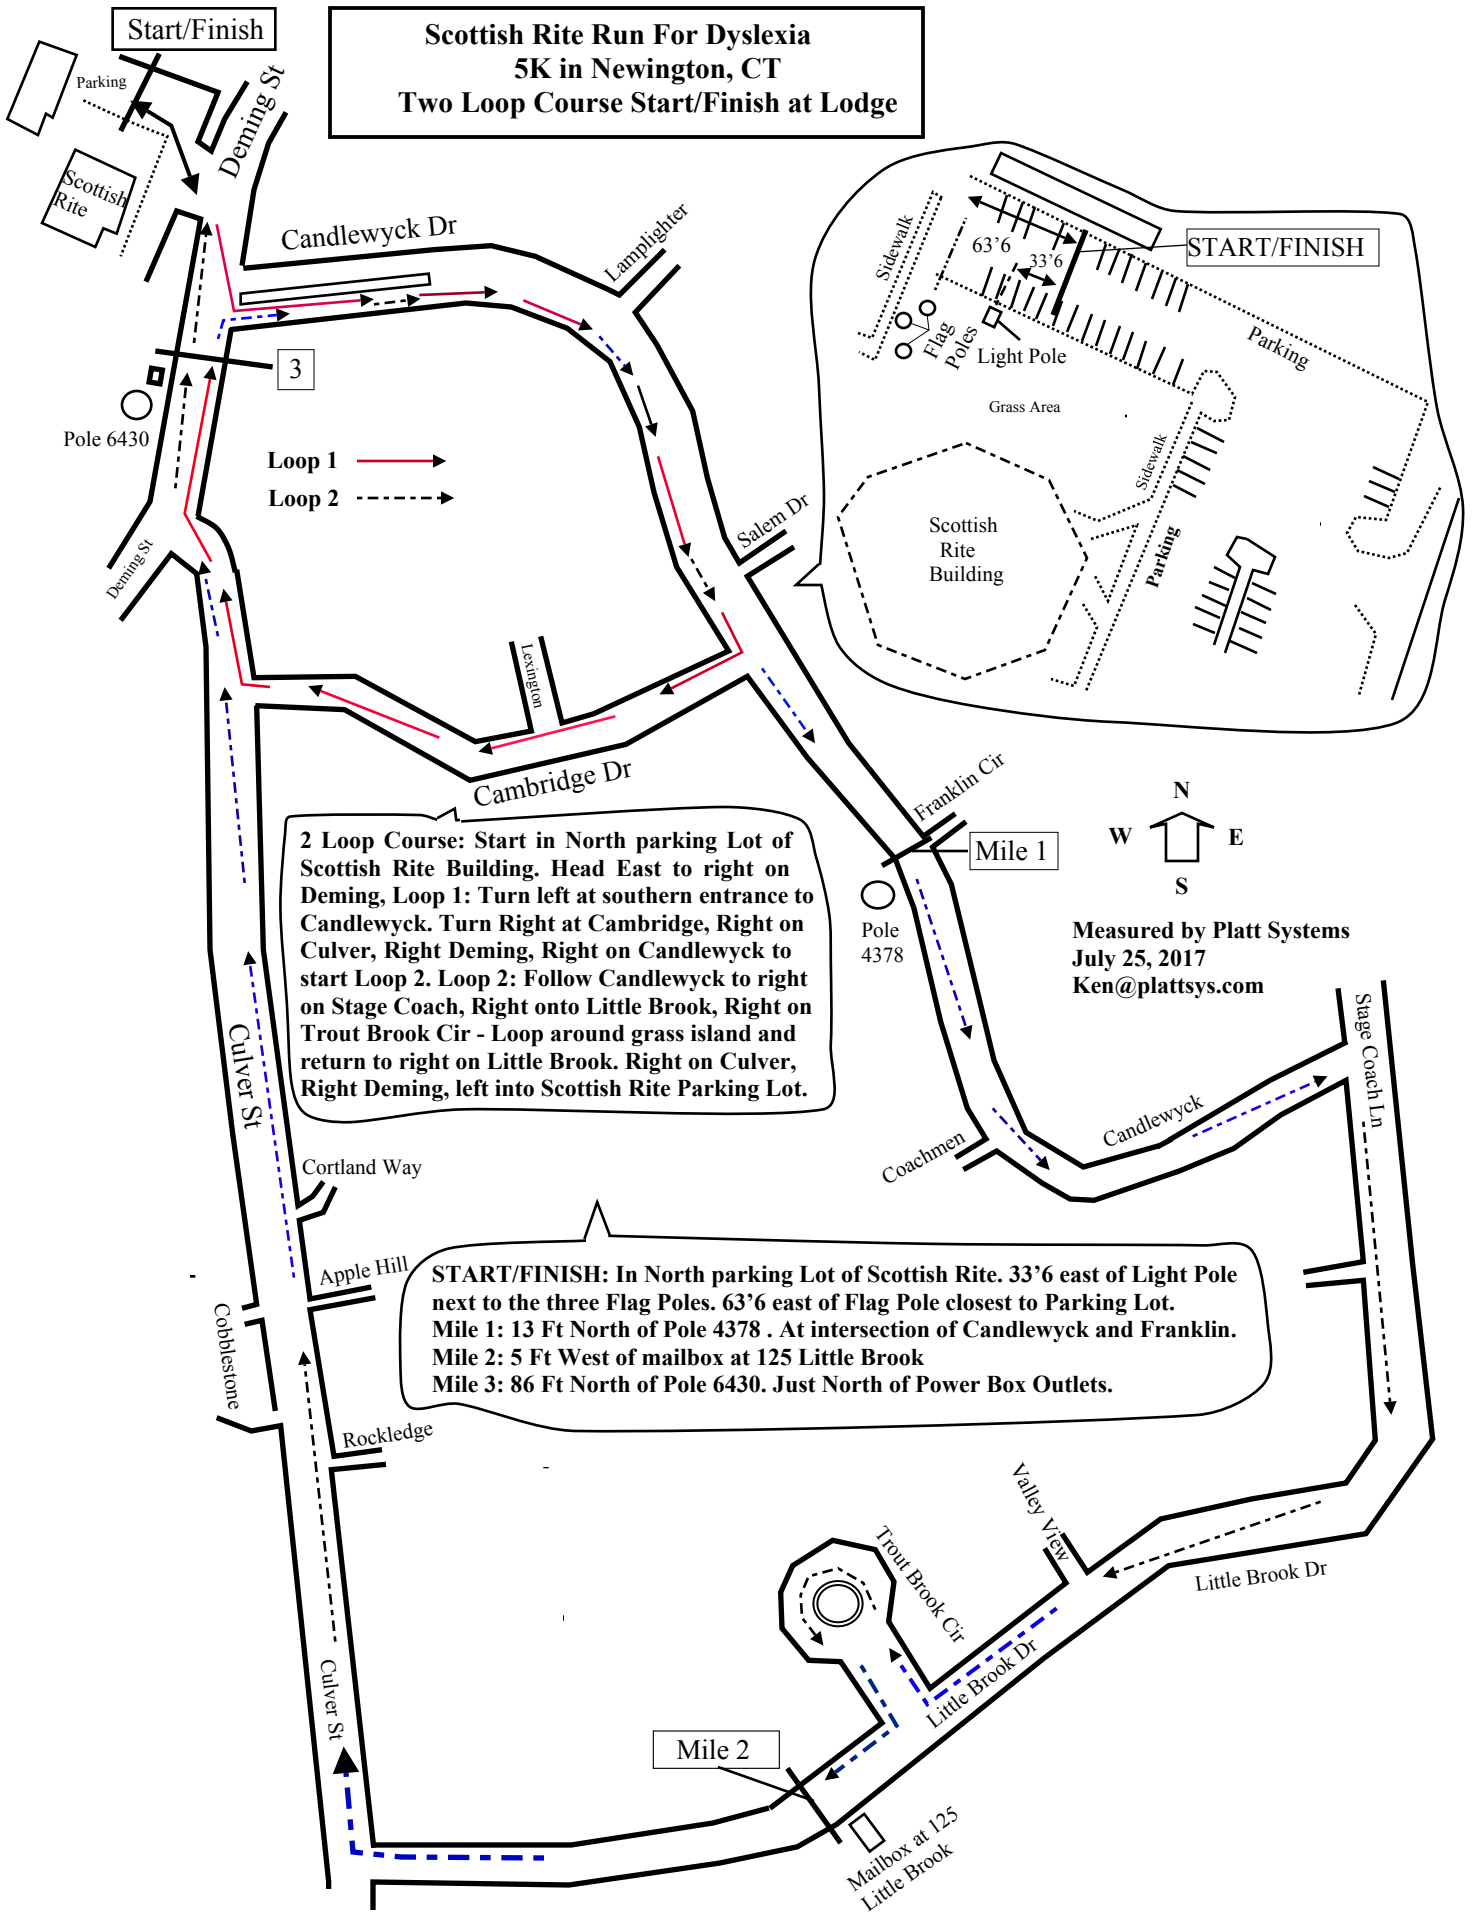 Start/Finish
Scottish Rite Run For Dyslexia
5K in Newington, CT
Two Loop Course Start/Finish at Lodge
Parking
Deming St
Scottish
Rite
Candlewyck Dr
Lamplighter
Sidewalk
63’6
33’6
START/FINISH
Flag
Poles
Light Pole
Parking
Grass Area
Sidewalk
Scottish
Rite
Building
Parking
3
Pole 6430
Loop 1
Loop 2
Salem Dr
Deming St
Lexington
Cambridge Dr
Franklin Cir
Mile 1
N
W E
S
Pole
4378
Measured by Platt Systems
July 25, 2017
Ken@plattsys.com
2 Loop Course: Start in North parking Lot of
Scottish Rite Building. Head East to right on
Deming, Loop 1: Turn left at southern entrance to
Candlewyck. Turn Right at Cambridge, Right on
Culver, Right Deming, Right on Candlewyck to
start Loop 2. Loop 2: Follow Candlewyck to right
on Stage Coach, Right onto Little Brook, Right on
Trout Brook Cir - Loop around grass island and
return to right on Little Brook. Right on Culver,
Right Deming, left into Scottish Rite Parking Lot.
Culver St
Stage Coach Ln
Candlewyck
Coachmen
Cortland Way
Apple Hill
Cobblestone
START/FINISH: In North parking Lot of Scottish Rite. 33’6 east of Light Pole
next to the three Flag Poles. 63’6 east of Flag Pole closest to Parking Lot.
Mile 1: 13 Ft North of Pole 4378 . At intersection of Candlewyck and Franklin.
Mile 2: 5 Ft West of mailbox at 125 Little Brook
Mile 3: 86 Ft North of Pole 6430. Just North of Power Box Outlets.
Rockledge
Valley View
Trout Brook Cir
Little Brook Dr
Little Brook Dr
Culver St
Mile 2
Mailbox at 125
Little Brook